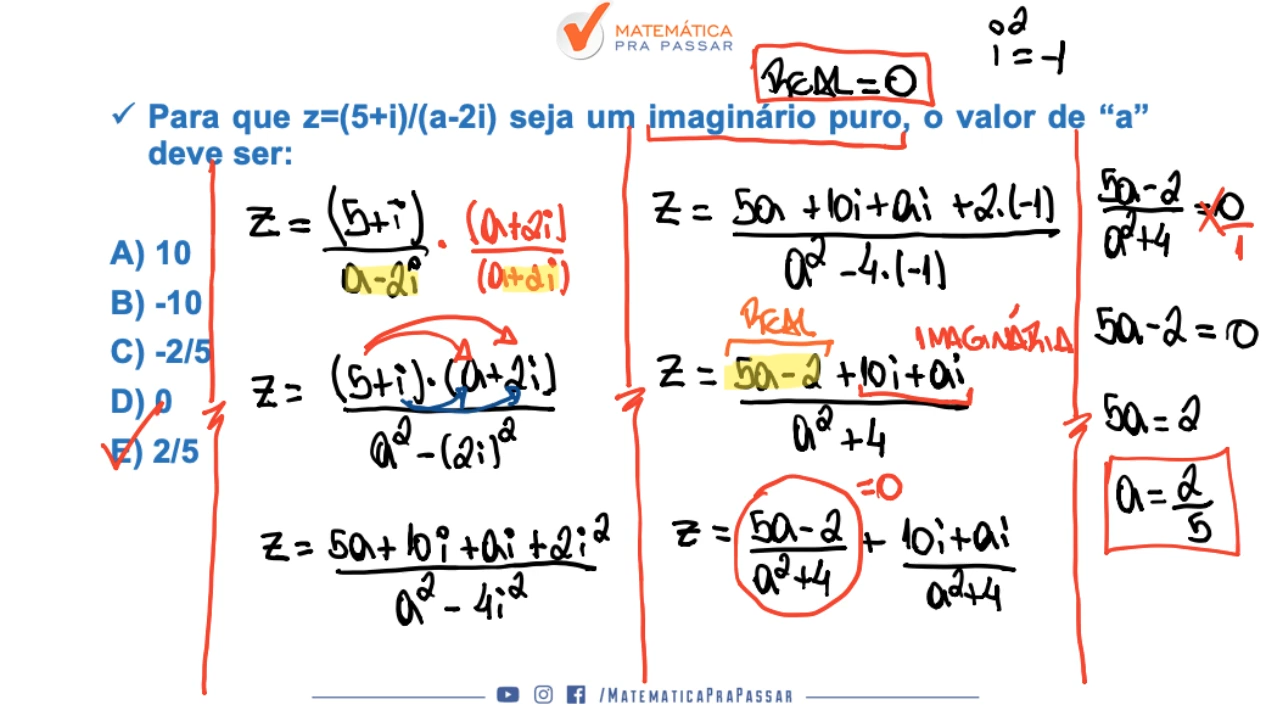 MATEMÁTICA
PRA PASSAR
REAL = 0
i² = -1
✓ Para que z=(5+i)/(a-2i) seja um imaginário puro, o valor de “a”
deve ser:
A) 10
B) -10
C) -2/5
D) 0
E) 2/5
z = (5+i)/(a-2i) · (a+2i)/(a+2i)
z = (5+i)·(a+2i)/(a² - (2i)²)
z = (5a + 10i + ai + 2i²)/(a² - 4i²)
z = (5a + 10i + ai + 2·(-1))/(a² - 4·(-1))
REAL
IMAGINÁRIA
z = (5a - 2 + 10i + ai)/(a² + 4)
= 0
z = (5a - 2)/(a² + 4) + (10i + ai)/(a² + 4)
(5a - 2)/(a² + 4) = 0/1
5a - 2 = 0
5a = 2
a = 2/5
/MATEMATICAPRAPASSAR